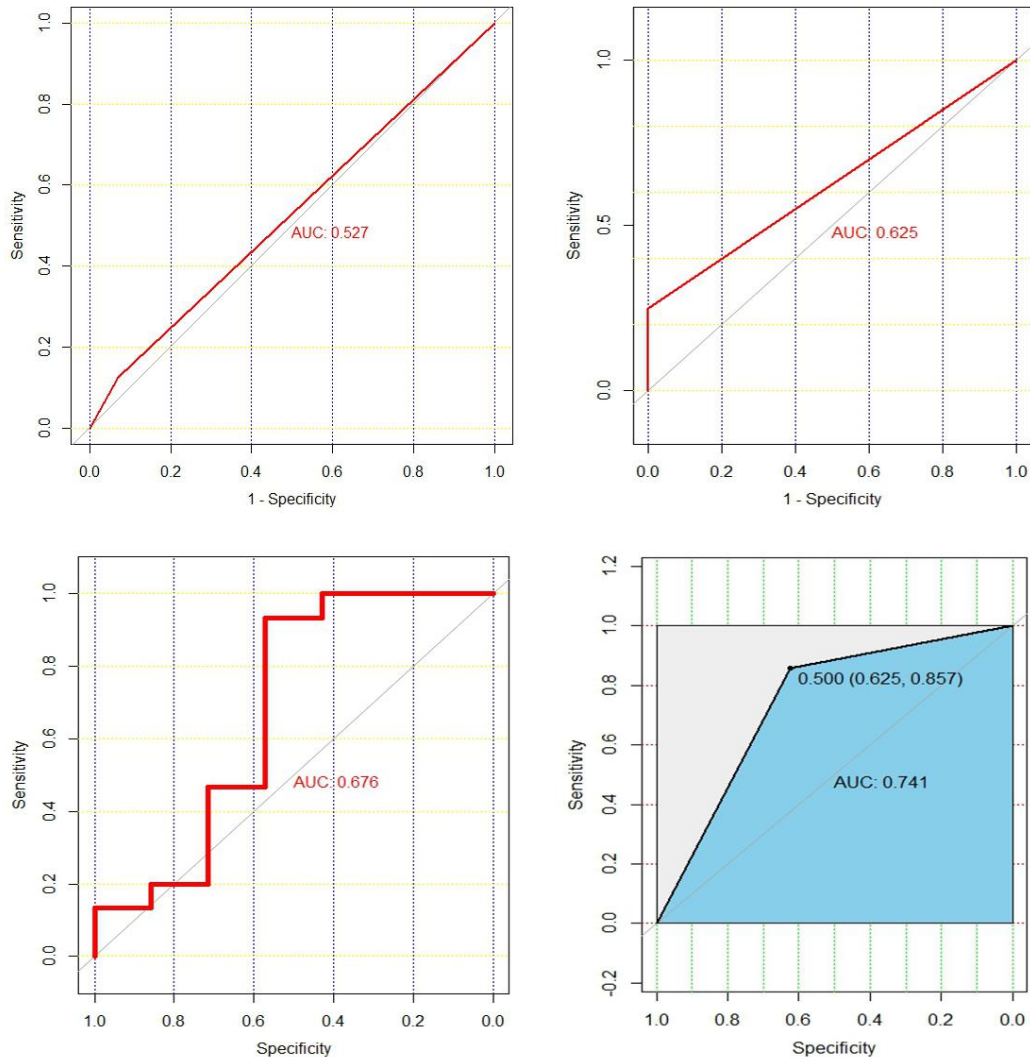 1.0
0.8
0.6
0.4
0.2
0.0
Sensitivity
AUC: 0.527
0.0 0.2 0.4 0.6 0.8 1.0
1 - Specificity
1.0
0.5
0.0
Sensitivity
AUC: 0.625
0.0 0.2 0.4 0.6 0.8 1.0
1 - Specificity
1.0
0.8
0.6
0.4
0.2
0.0
Sensitivity
AUC: 0.676
1.0 0.8 0.6 0.4 0.2 0.0
Specificity
1.2
1.0
0.8
0.6
0.4
0.2
0.0
-0.2
Sensitivity
0.500 (0.625, 0.857)
AUC: 0.741
1.0 0.8 0.6 0.4 0.2 0.0
Specificity